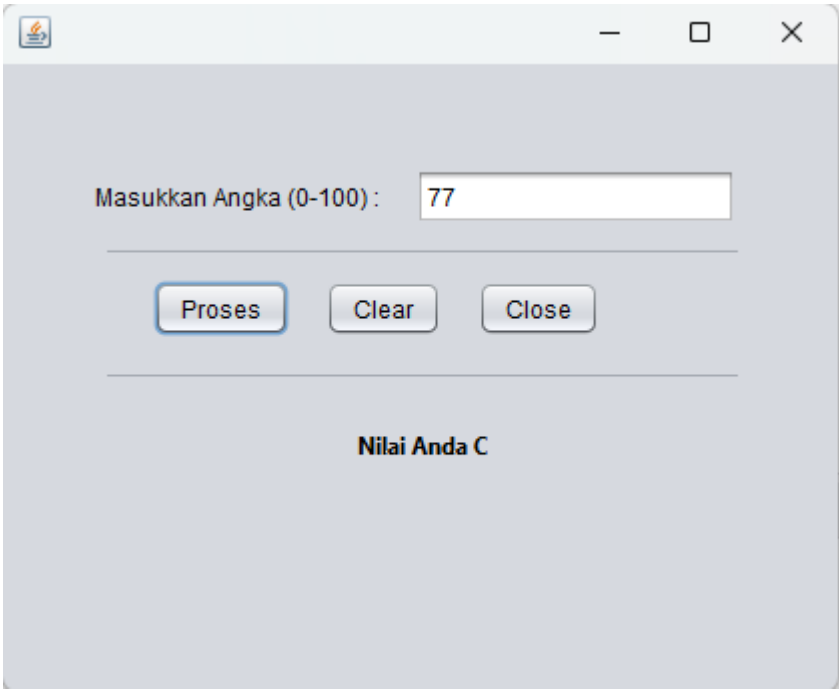 Masukkan Angka (0-100) : 77
Proses Clear Close
Nilai Anda C